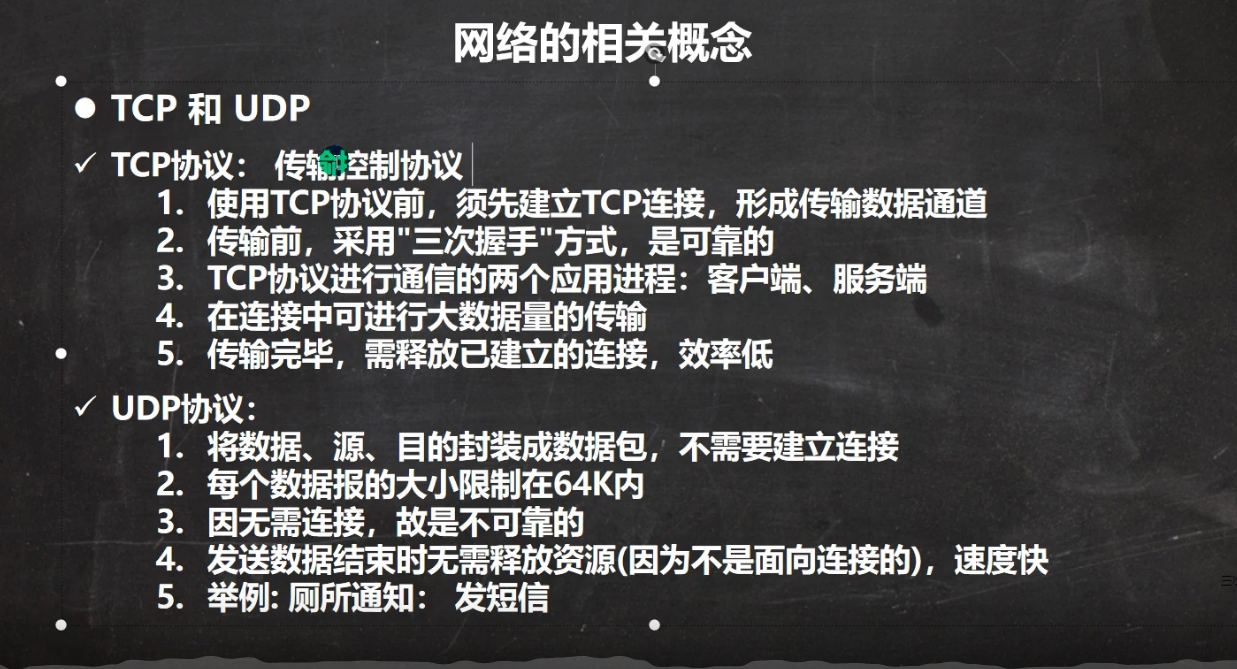 网络的相关概念
● TCP 和 UDP
✓ TCP协议： 传输控制协议
1. 使用TCP协议前，须先建立TCP连接，形成传输数据通道
2. 传输前，采用"三次握手"方式，是可靠的
3. TCP协议进行通信的两个应用进程：客户端、服务端
4. 在连接中可进行大数据量的传输
5. 传输完毕，需释放已建立的连接，效率低
✓ UDP协议：
1. 将数据、源、目的封装成数据包，不需要建立连接
2. 每个数据报的大小限制在64K内
3. 因无需连接，故是不可靠的
4. 发送数据结束时无需释放资源(因为不是面向连接的)，速度快
5. 举例: 厕所通知： 发短信